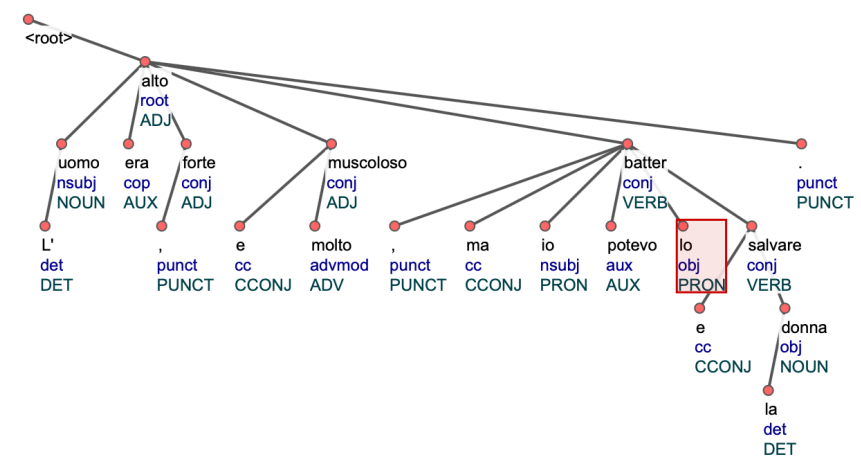 <root>
alto
root
ADJ
uomo era forte muscoloso batter .
nsubj cop conj conj conj punct
NOUN AUX ADJ ADJ VERB PUNCT
L' , e molto , ma io potevo lo salvare
det punct cc advmod punct cc nsubj aux obj conj
DET PUNCT CCONJ ADV PUNCT CCONJ PRON AUX PRON VERB
e donna
cc obj
CCONJ NOUN
la
det
DET